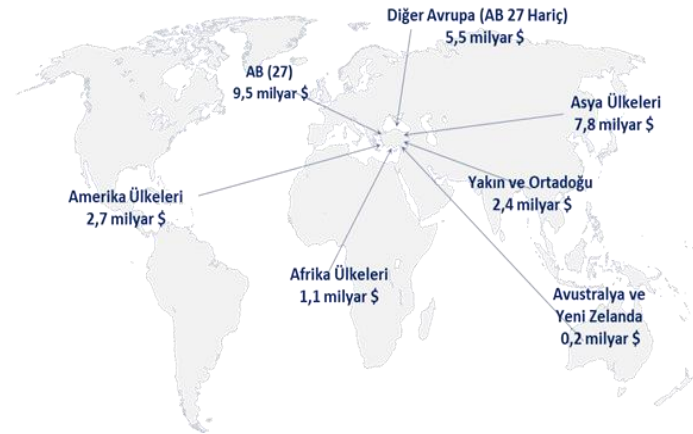 Diğer Avrupa (AB 27 Hariç)
5,5 milyar $
AB (27)
9,5 milyar $
Asya Ülkeleri
7,8 milyar $
Yakın ve Ortadoğu
2,4 milyar $
Amerika Ülkeleri
2,7 milyar $
Afrika Ülkeleri
1,1 milyar $
Avustralya ve
Yeni Zelanda
0,2 milyar $